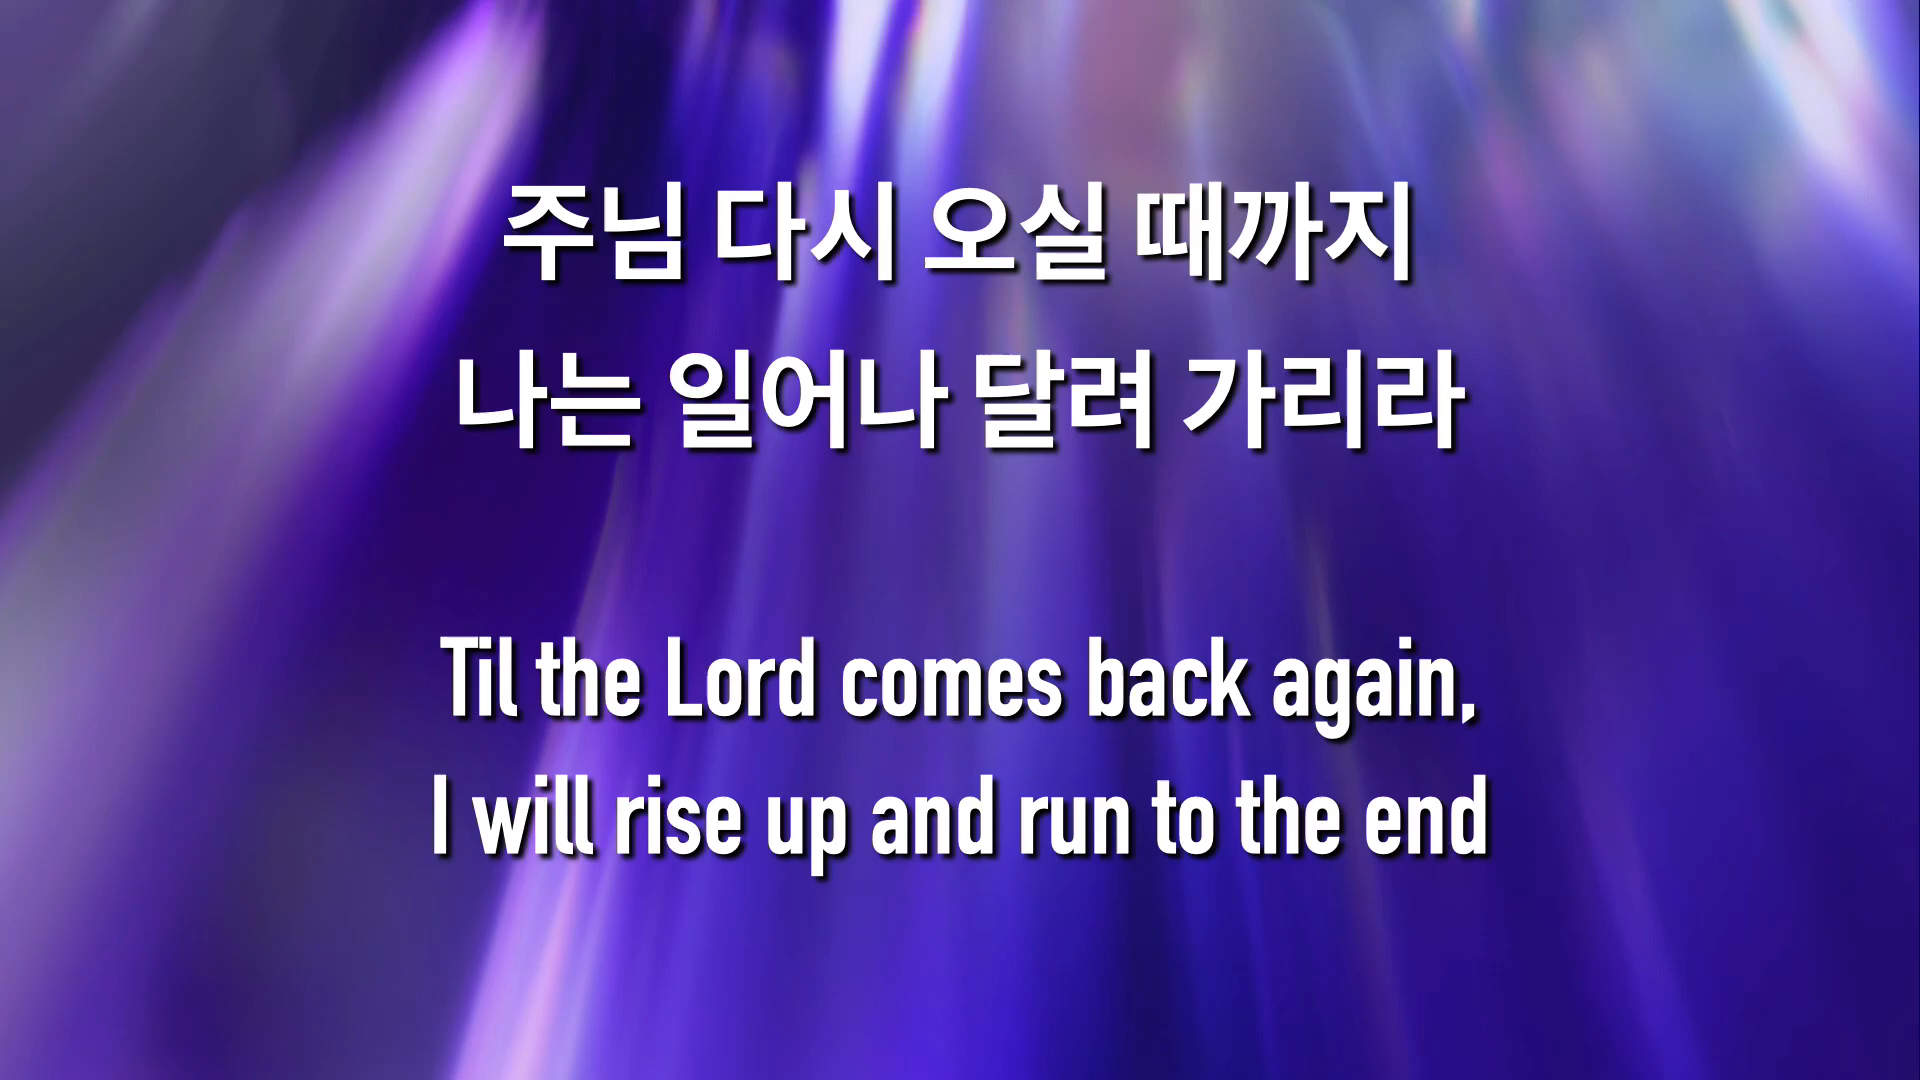 주님 다시 오실 때까지
나는 일어나 달려 가리라
Til the Lord comes back again,
I will rise up and run to the end